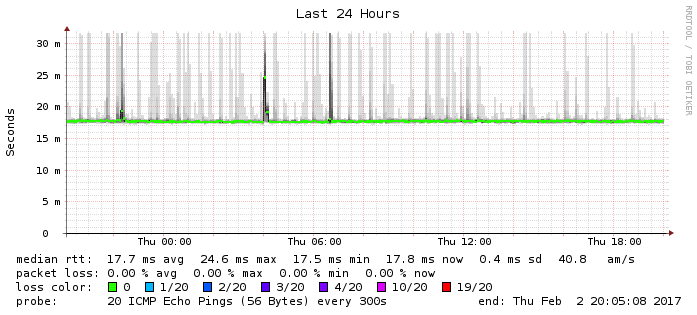 Last 24 Hours
RRDTOOL / TOBI OETIKER
Seconds
30 m
25 m
20 m
15 m
10 m
5 m
0
Thu 00:00 Thu 06:00 Thu 12:00 Thu 18:00
median rtt: 17.7 ms avg 24.6 ms max 17.5 ms min 17.8 ms now 0.4 ms sd 40.8 am/s
packet loss: 0.00 % avg 0.00 % max 0.00 % min 0.00 % now
loss color: 0 1/20 2/20 3/20 4/20 10/20 19/20
probe: 20 ICMP Echo Pings (56 Bytes) every 300s end: Thu Feb 2 20:05:08 2017